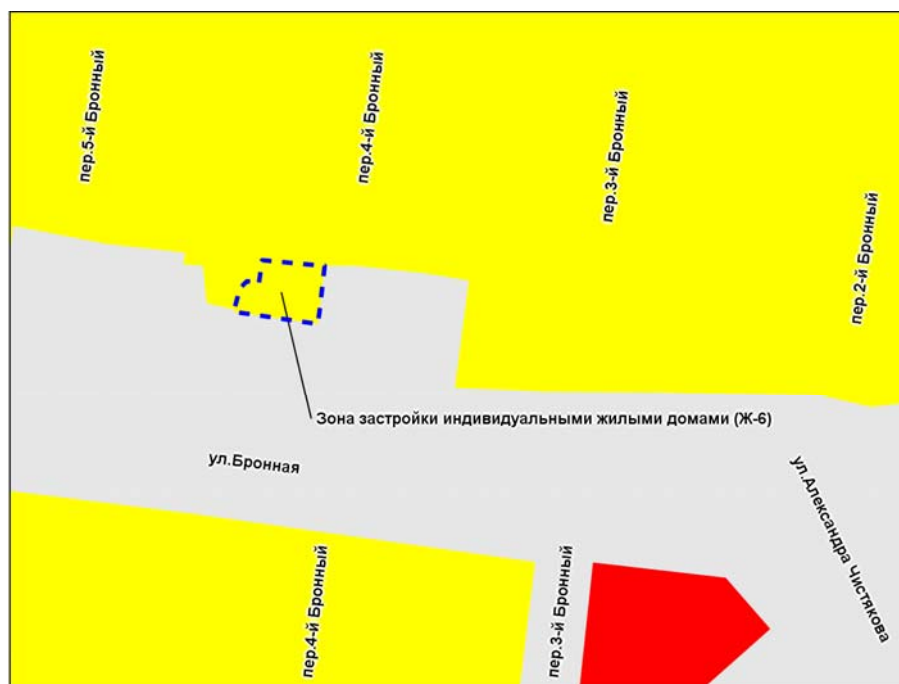 пер.5-й Бронный
пер.4-й Бронный
пер.3-й Бронный
пер.2-й Бронный
Зона застройки индивидуальными жилыми домами (Ж-6)
ул.Бронная
ул.Александра Чистякова
пер.4-й Бронный
пер.3-й Бронный